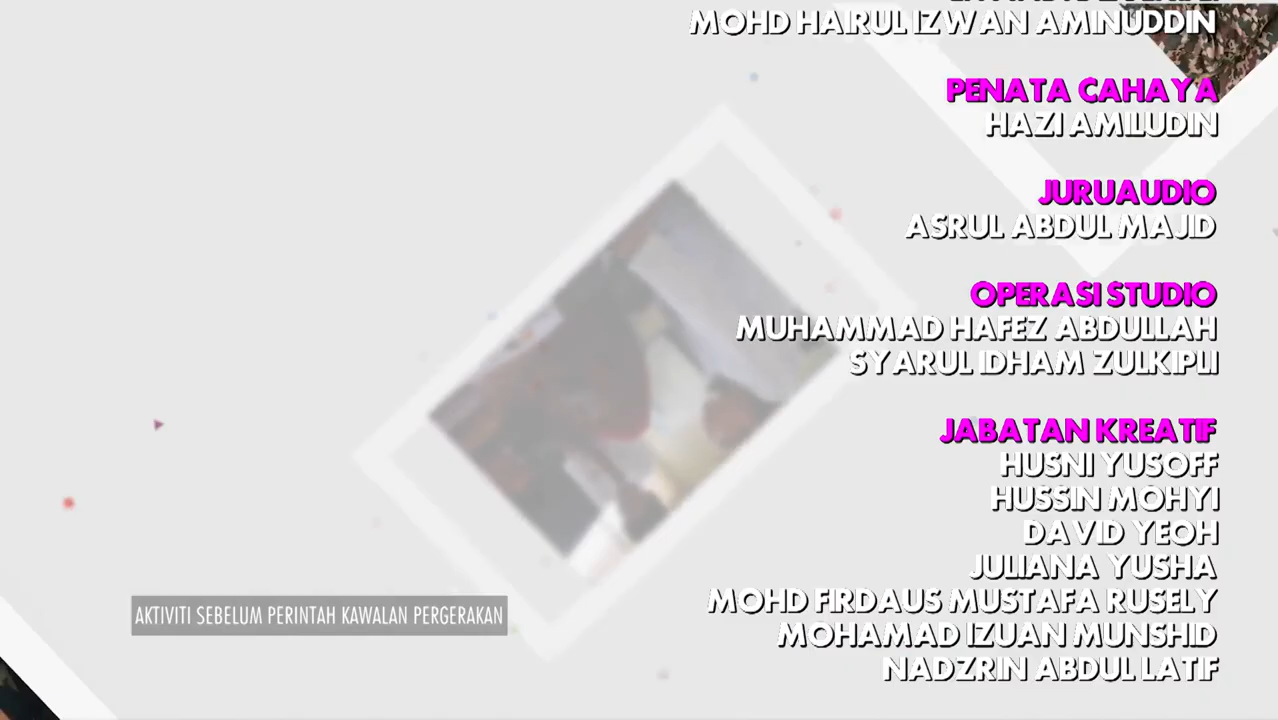 MOHD HAIRUL IZWAN AMINUDDIN
PENATA CAHAYA
HAZI AMILUDIN
JURUAUDIO
ASRUL ABDUL MAJID
OPERASI STUDIO
MUHAMMAD HAFEZ ABDULLAH
SYARUL IDHAM ZULKIPLI
JABATAN KREATIF
HUSNI YUSOFF
HUSSIN MOHYI
DAVID YEOH
JULIANA YUSHA
MOHD FIRDAUS MUSTAFA RUSELY
MOHAMAD IZUAN MUNSHID
NADZRIN ABDUL LATIF
AKTIVITI SEBELUM PERINTAH KAWALAN PERGERAKAN